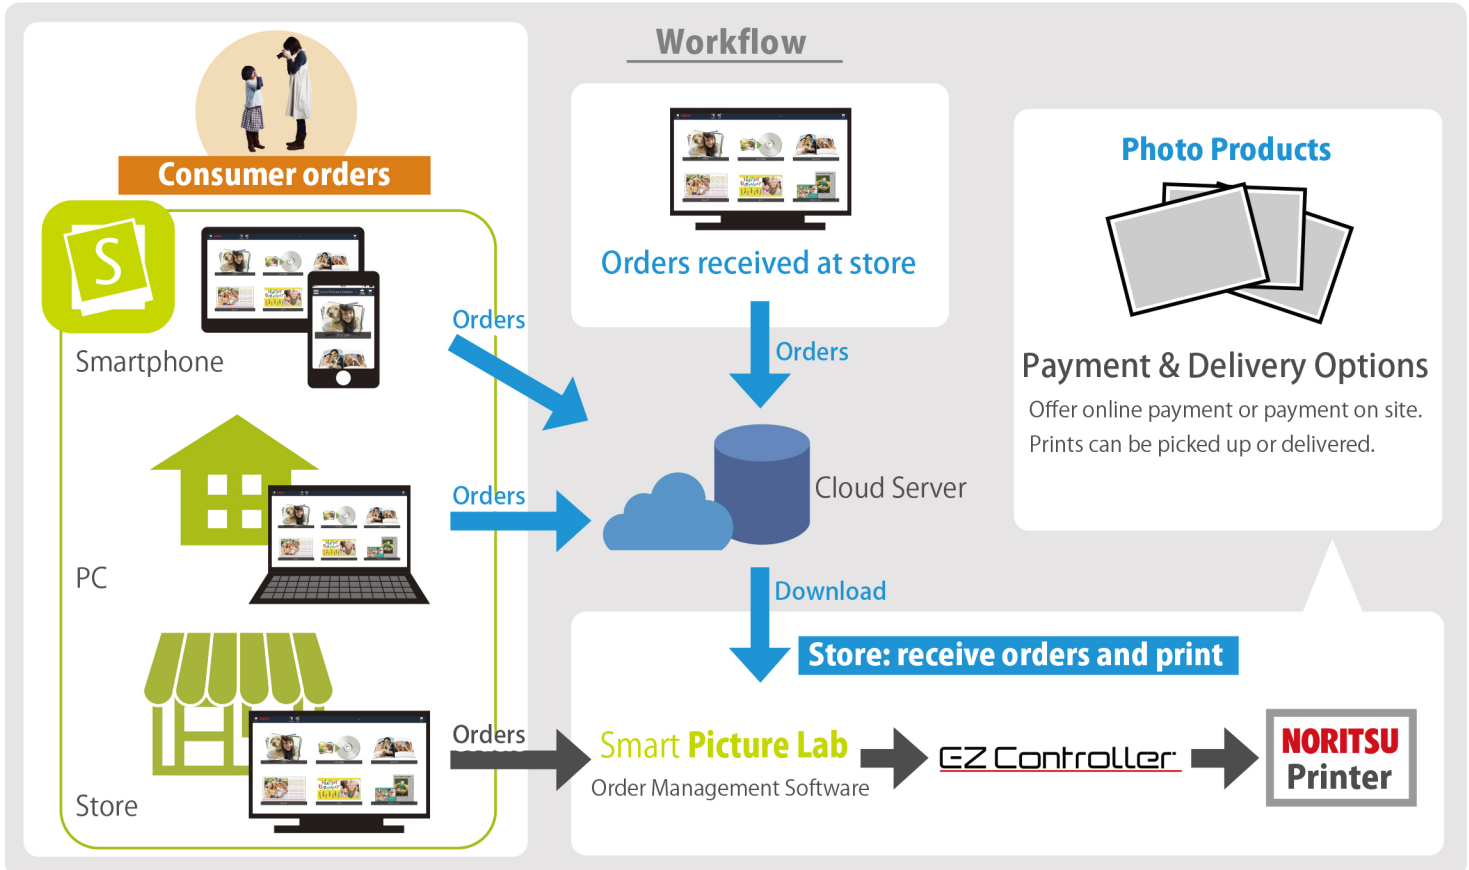 Workflow
Consumer orders
S
Smartphone
PC
Store
Orders
Orders
Orders
Orders received at store
Orders
Cloud Server
Download
Store: receive orders and print
Smart Picture Lab
Order Management Software
EZ Controller
NORITSU
Printer
Photo Products
Payment & Delivery Options
Offer online payment or payment on site.
Prints can be picked up or delivered.